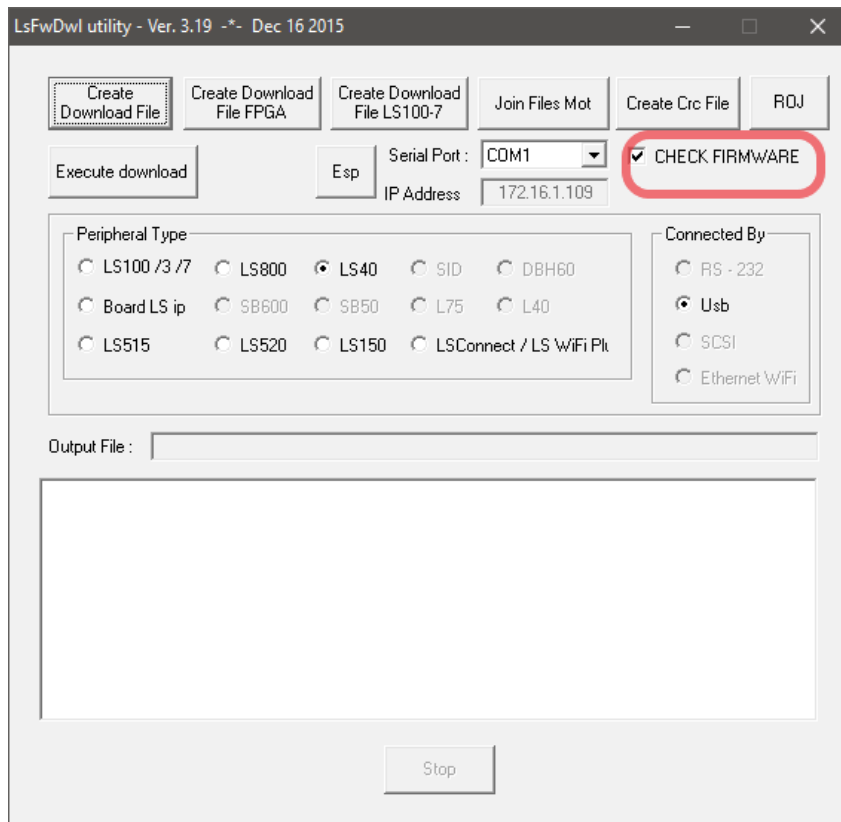 LsFwDwl utility - Ver. 3.19 -*- Dec 16 2015
Create Download File
Create Download File FPGA
Create Download File LS100-7
Join Files Mot
Create Crc File
ROJ
Execute download
Esp
Serial Port :
COM1
CHECK FIRMWARE
IP Address
172.16.1.109
Peripheral Type
LS100 /3 /7
LS800
LS40
SID
DBH60
Board LS ip
SB600
SB50
L75
L40
LS515
LS520
LS150
LSConnect / LS WiFi Plu
Connected By
RS - 232
Usb
SCSI
Ethernet WiFi
Output File :
Stop